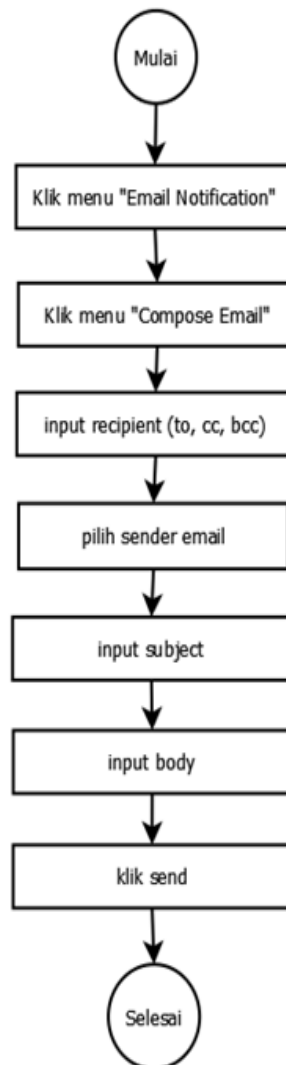 Mulai
Klik menu "Email Notification"
Klik menu "Compose Email"
input recipient (to, cc, bcc)
pilih sender email
input subject
input body
klik send
Selesai